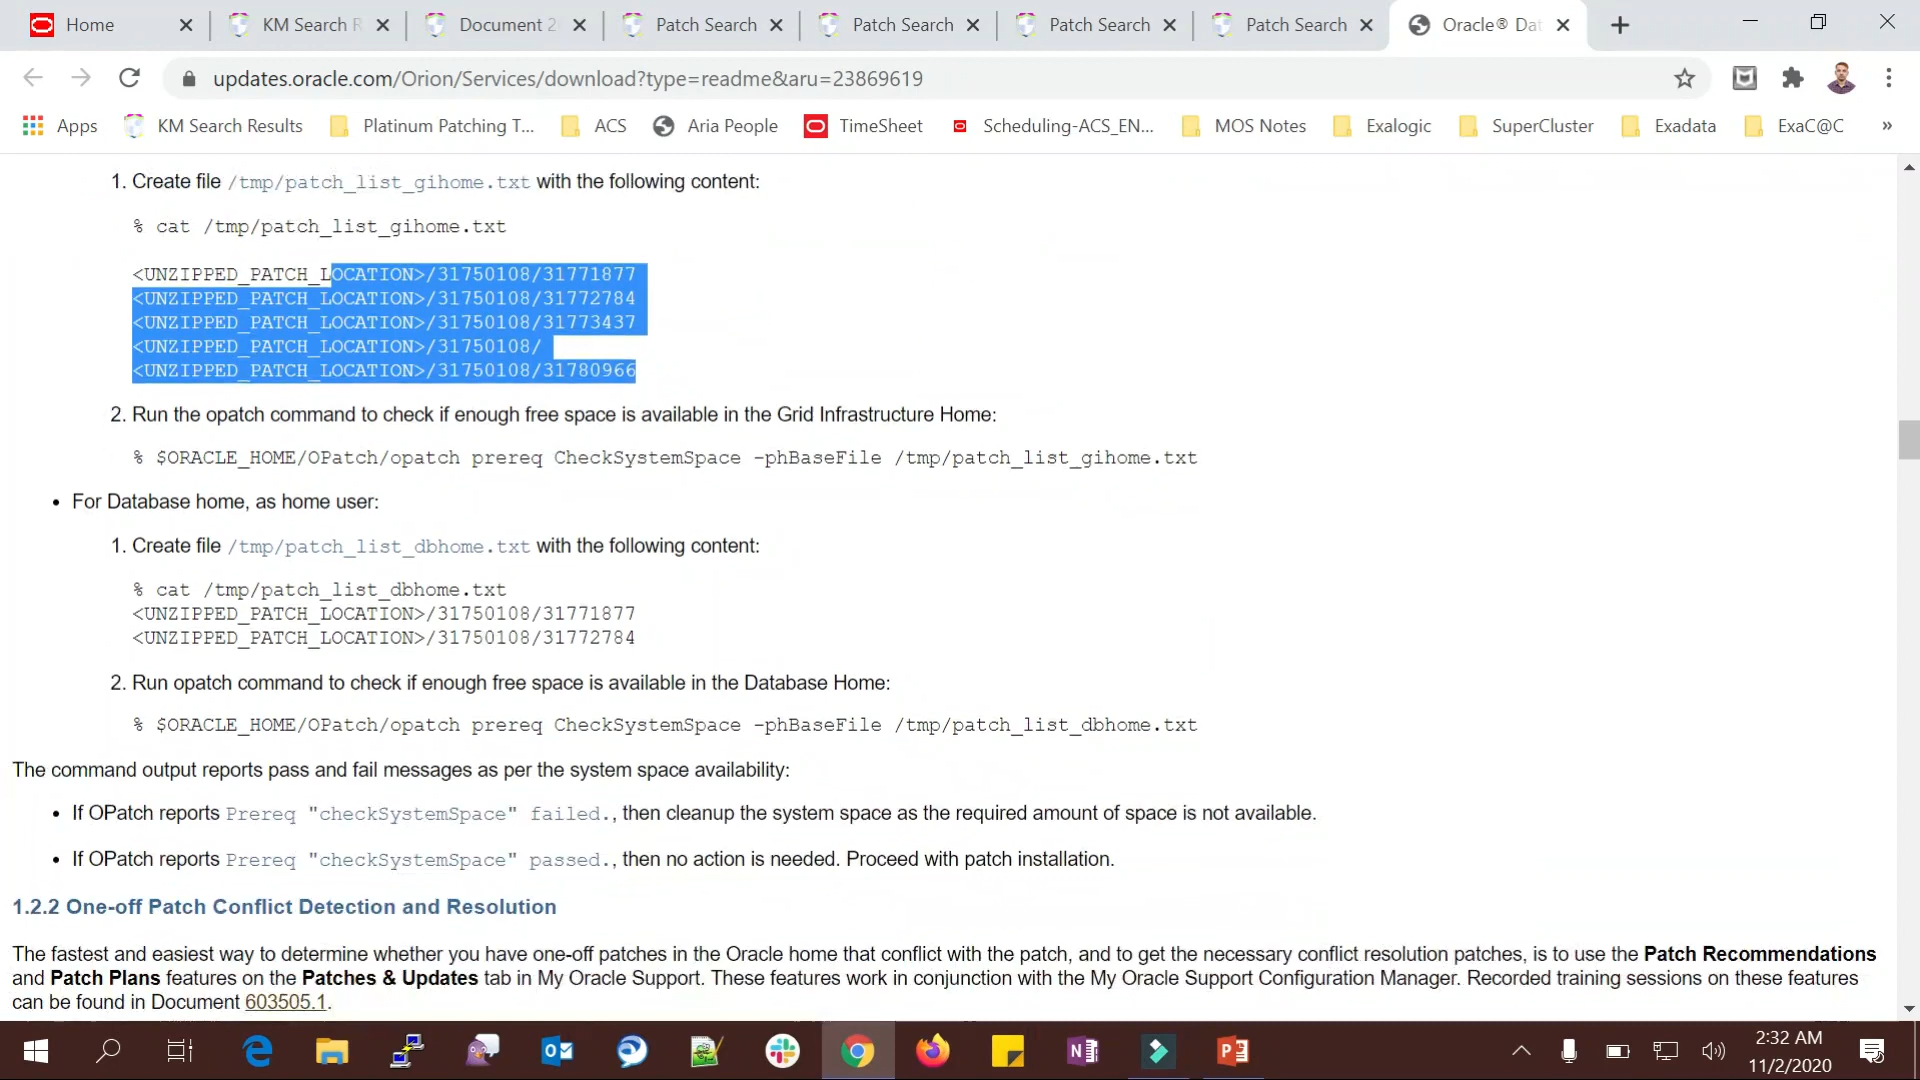 Home
KM Search R
Document 2
Patch Search
Patch Search
Patch Search
Patch Search
Oracle® Dat
updates.oracle.com/Orion/Services/download?type=readme&aru=23869619
Apps
KM Search Results
Platinum Patching T...
ACS
Aria People
TimeSheet
Scheduling-ACS_EN...
MOS Notes
Exalogic
SuperCluster
Exadata
ExaC@C
»
1. Create file /tmp/patch_list_gihome.txt with the following content:
% cat /tmp/patch_list_gihome.txt
<UNZIPPED_PATCH_LOCATION>/31750108/31771877
<UNZIPPED_PATCH_LOCATION>/31750108/31772784
<UNZIPPED_PATCH_LOCATION>/31750108/31773437
<UNZIPPED_PATCH_LOCATION>/31750108/
<UNZIPPED_PATCH_LOCATION>/31750108/31780966
2. Run the opatch command to check if enough free space is available in the Grid Infrastructure Home:
% $ORACLE_HOME/OPatch/opatch prereq CheckSystemSpace -phBaseFile /tmp/patch_list_gihome.txt
• For Database home, as home user:
1. Create file /tmp/patch_list_dbhome.txt with the following content:
% cat /tmp/patch_list_dbhome.txt
<UNZIPPED_PATCH_LOCATION>/31750108/31771877
<UNZIPPED_PATCH_LOCATION>/31750108/31772784
2. Run opatch command to check if enough free space is available in the Database Home:
% $ORACLE_HOME/OPatch/opatch prereq CheckSystemSpace -phBaseFile /tmp/patch_list_dbhome.txt
The command output reports pass and fail messages as per the system space availability:
• If OPatch reports Prereq "checkSystemSpace" failed., then cleanup the system space as the required amount of space is not available.
• If OPatch reports Prereq "checkSystemSpace" passed., then no action is needed. Proceed with patch installation.
1.2.2 One-off Patch Conflict Detection and Resolution
The fastest and easiest way to determine whether you have one-off patches in the Oracle home that conflict with the patch, and to get the necessary conflict resolution patches, is to use the Patch Recommendations
and Patch Plans features on the Patches & Updates tab in My Oracle Support. These features work in conjunction with the My Oracle Support Configuration Manager. Recorded training sessions on these features
can be found in Document 603505.1.
2:32 AM
11/2/2020